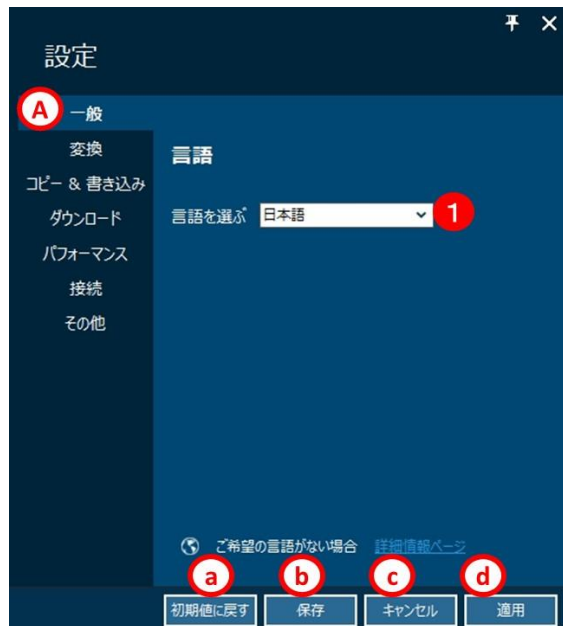 設定
A 一般
変換
コピー & 書き込み
ダウンロード
パフォーマンス
接続
その他
言語
言語を選ぶ 日本語 1
ご希望の言語がない場合 詳細情報ページ
a b c d
初期値に戻す 保存 キャンセル 適用